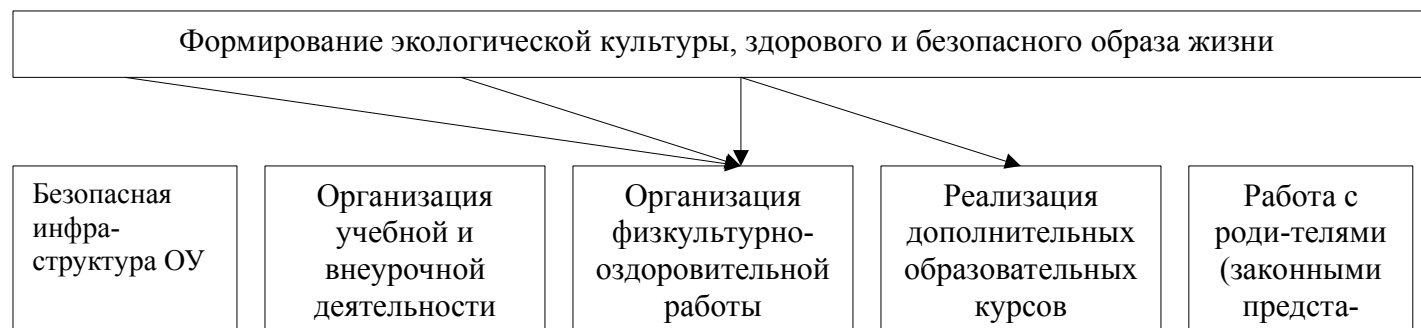 Формирование экологической культуры, здорового и безопасного образа жизни
Безопасная
инфра-
структура ОУ
Организация
учебной и
внеурочной
деятельности
Организация
физкультурно-
оздоровительной
работы
Реализация
дополнительных
образовательных
курсов
Работа с
роди-телями
(законными
предста-